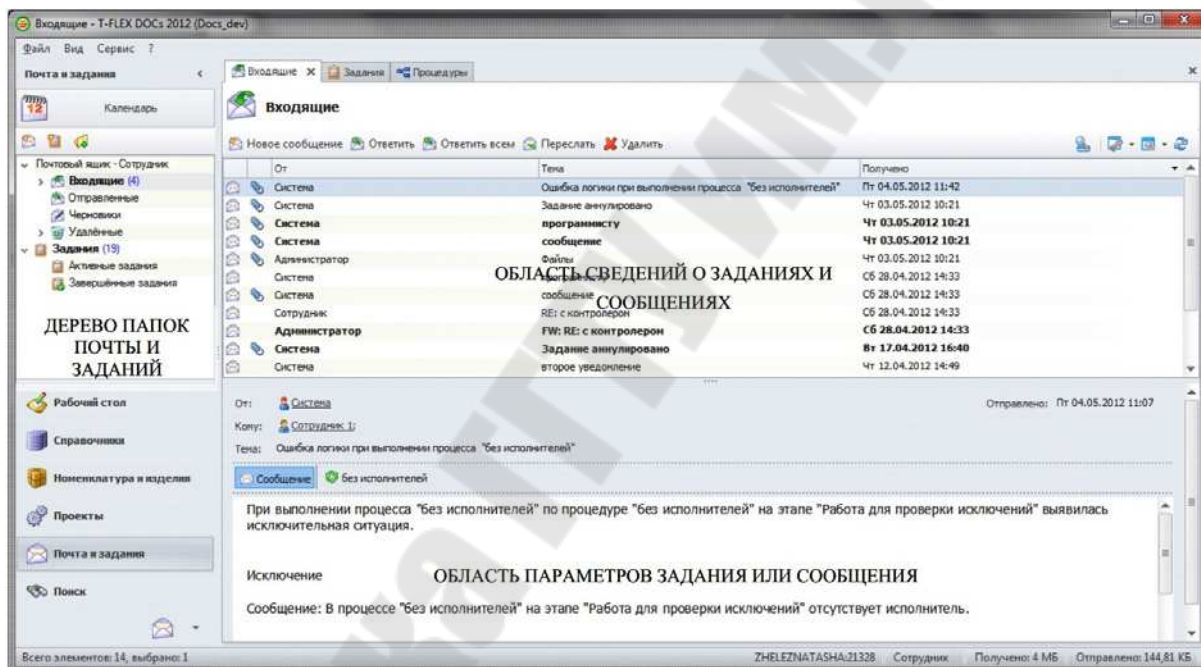 Входящие - T-FLEX DOCs 2012 (Docs_dev)
Файл Вид Сервис ?
Почта и задания
Входящие Задания Процедуры
12 Календарь
Входящие
Новое сообщение Ответить Ответить всем Переслать Удалить
Почтовый ящик - Сотрудник
Входящие (4)
Отправленные
Черновики
Удалённые
Задания (19)
Активные задания
Завершённые задания
ДЕРЕВО ПАПОК
ПОЧТЫ И
ЗАДАНИЙ
От Тема Получено
Система Ошибка логики при выполнении процесса "без исполнителей" Пт 04.05.2012 11:42
Система Задание аннулировано Чт 03.05.2012 10:21
Система программисту Чт 03.05.2012 10:21
Система сообщение Чт 03.05.2012 10:21
Администратор Файлы Чт 03.05.2012 10:21
Система Сб 28.04.2012 14:33
ОБЛАСТЬ СВЕДЕНИЙ О ЗАДАНИЯХ И
СООБЩЕНИЯХ
Система сообщение Сб 28.04.2012 14:33
Сотрудник RE: с контролерон Сб 28.04.2012 14:33
Администратор FW: RE: с контролерон Сб 28.04.2012 14:33
Система Задание аннулировано Вт 17.04.2012 16:40
Система второе уведомление Чт 12.04.2012 14:49
Рабочий стол
Справочники
Номенклатура и изделия
Проекты
Почта и задания
Поиск
От: Система Отправлено: Пт 04.05.2012 11:07
Кому: Сотрудник 1;
Тема: Ошибка логики при выполнении процесса "без исполнителей"
Сообщение без исполнителей
При выполнении процесса "без исполнителей" по процедуре "без исполнителей" на этапе "Работа для проверки исключений" выявилась
исключительная ситуация.
Исключение
ОБЛАСТЬ ПАРАМЕТРОВ ЗАДАНИЯ ИЛИ СООБЩЕНИЯ
Сообщение: В процессе "без исполнителей" на этапе "Работа для проверки исключений" отсутствует исполнитель.
Всего элементов: 14, выбрано: 1 ZHELEZNATASHA:21328 Сотрудник Получено: 4 МБ Отправлено: 144,81 КБ